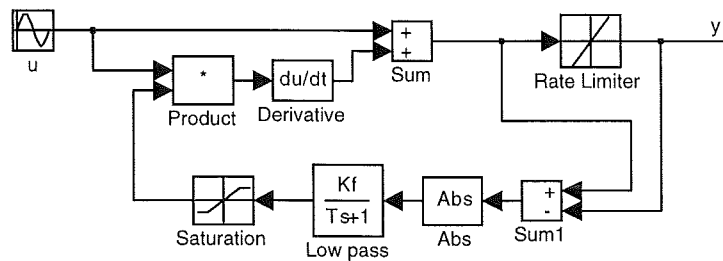 y
+
+
u
*
du/dt
Sum
Rate Limiter
Product
Derivative
Kf
Ts+1
Abs
+
-
Saturation
Low pass
Abs
Sum1